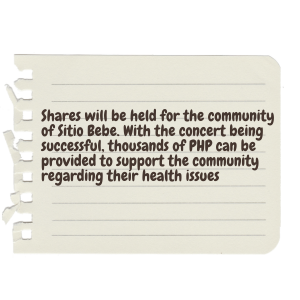 Shares will be held for the community
of Sitio Bebe. With the concert being
successful, thousands of PHP can be
provided to support the community
regarding their health issues